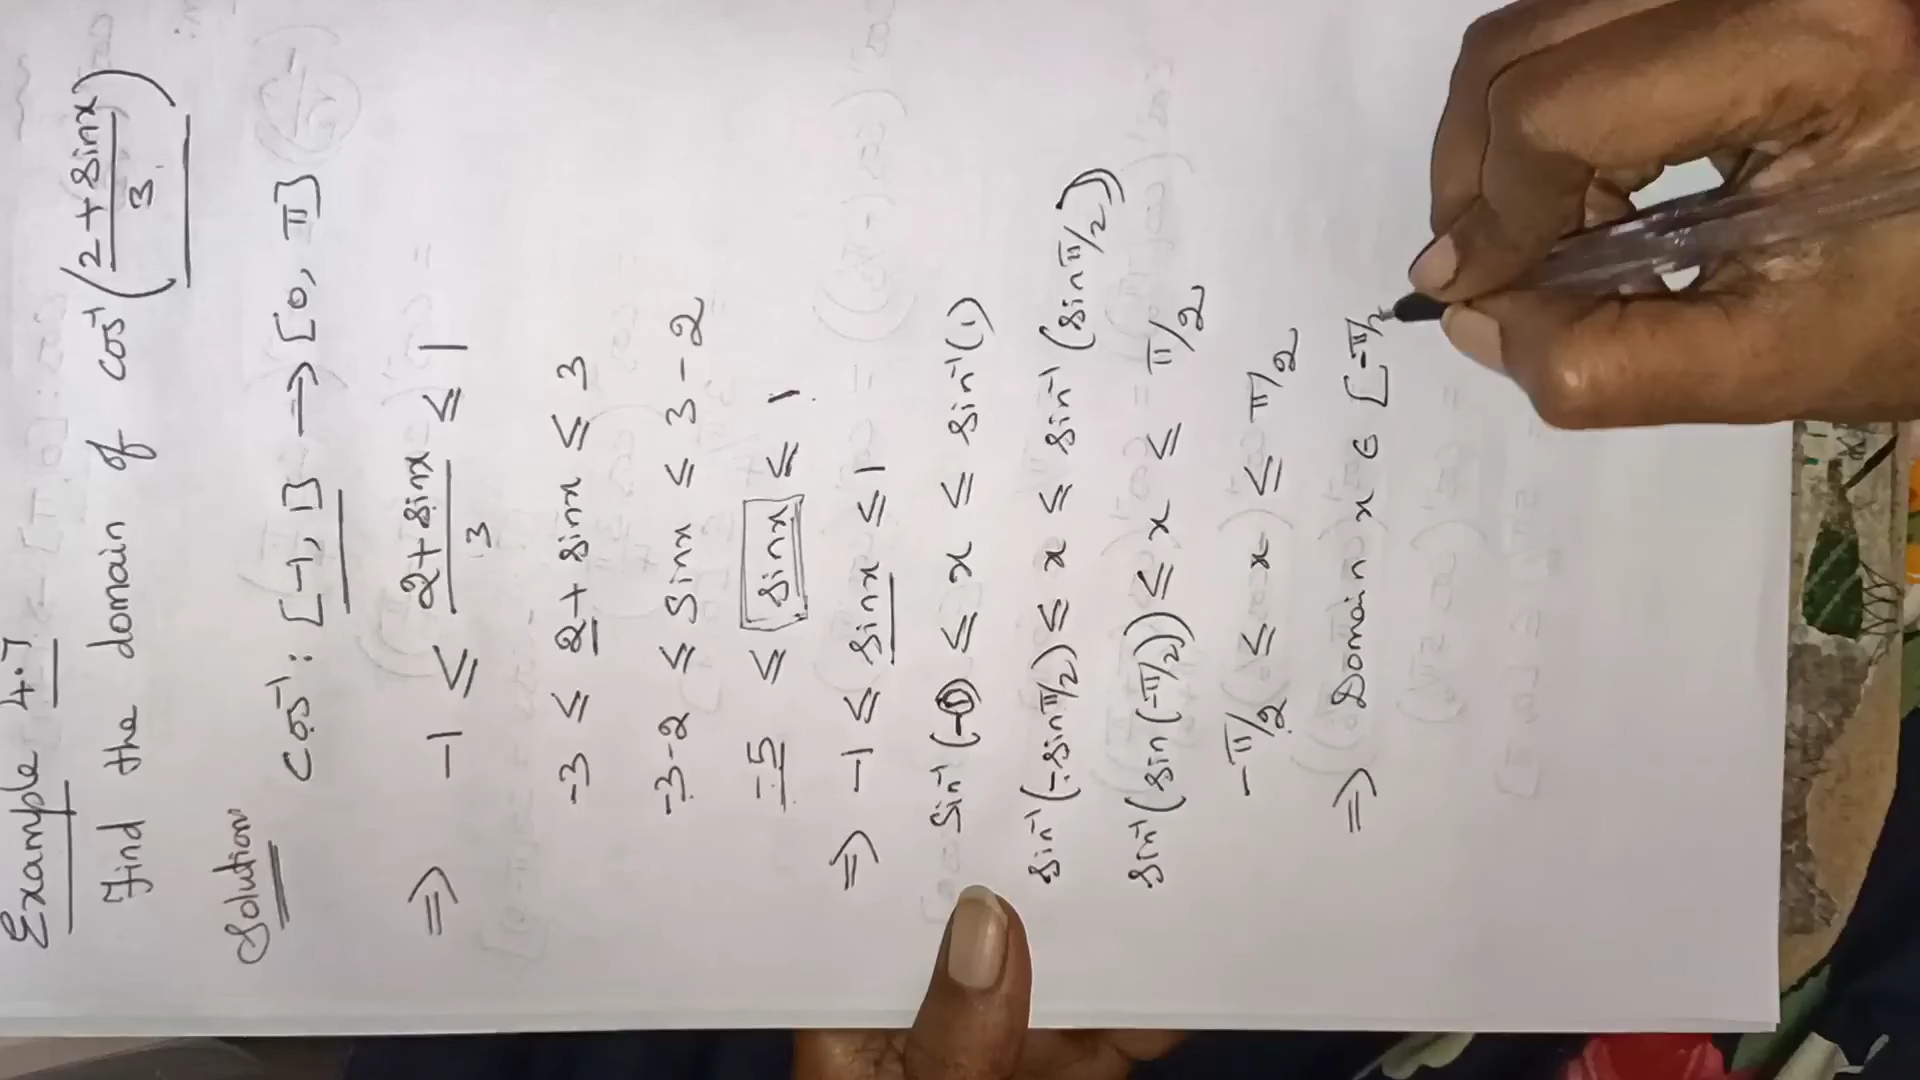 Example 4.7
Find the domain of cos⁻¹(2+sinx/3)
Solution
cos⁻¹: [-1, 1] → [0, π]
⇒ -1 ≤ 2+sinx/3 ≤ 1
-3 ≤ 2+sinx ≤ 3
-3-2 ≤ sinx ≤ 3-2
-5 ≤ sinx ≤ 1
⇒ -1 ≤ sinx ≤ 1
sin⁻¹(-1) ≤ x ≤ sin⁻¹(1)
sin⁻¹(-sinπ/2) ≤ x ≤ sin⁻¹(sinπ/2)
sin⁻¹(sin(-π/2)) ≤ x ≤ π/2
-π/2 ≤ x ≤ π/2
⇒ Domain x ∈ [-π/2